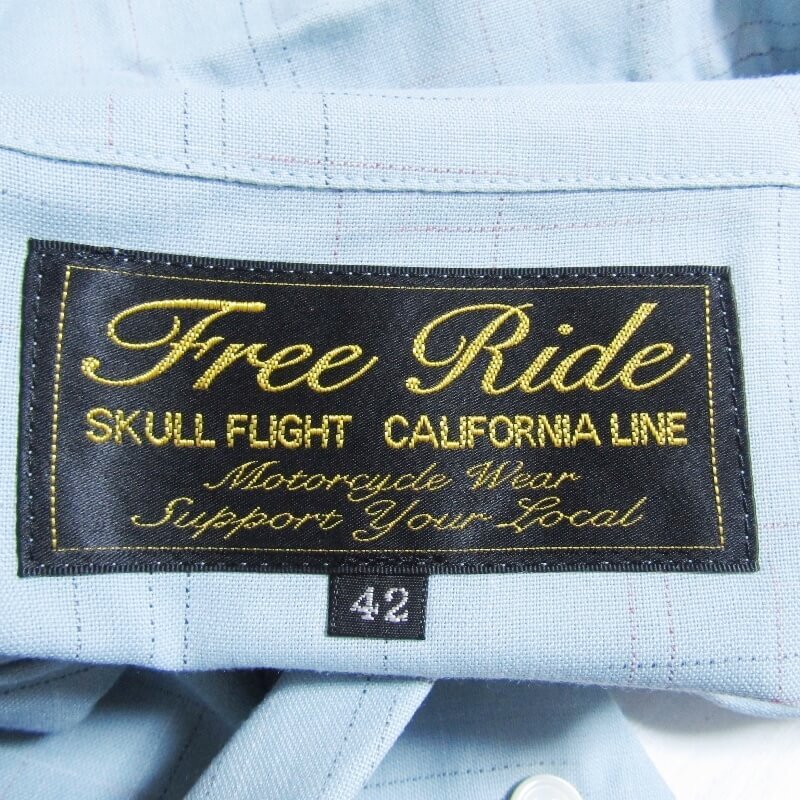 Free Ride
SKULL FLIGHT CALIFORNIA LINE
Motorcycle Wear
Support Your Local
42